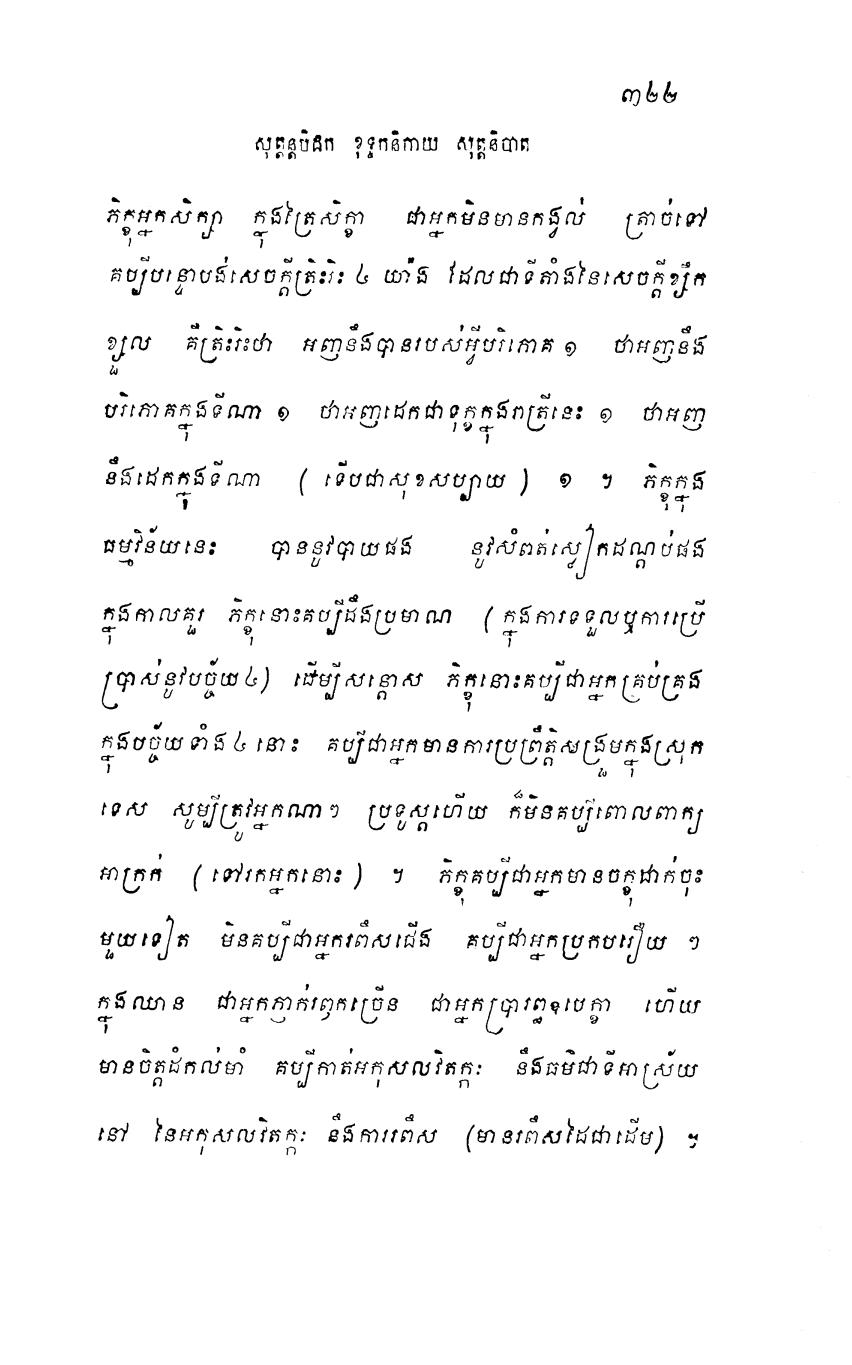 ៣២២
សុត្តន្តបិដក ខុទ្ទកនិកាយ សុត្តនិបាត
ភិក្ខុអ្នកសិក្សា ក្នុងត្រៃសិក្ខា ជាអ្នកមិនមានកង្វល់ ត្រាច់ទៅ
គប្បីបន្ទោបង់សេចក្តីត្រិះរិះ ៤ យ៉ាង ដែលជាទីតាំងនៃសេចក្តីខ្សឹក
ខ្សួល គឺត្រិះរិះថា អញនឹងបានរបស់អ្វីបរិភោគ ១ ថាអញនឹង
បរិភោគក្នុងទីណា ១ ថាអញដេកជាទុក្ខក្នុងរាត្រីនេះ ១ ថាអញ
នឹងដេកក្នុងទីណា ( ទើបជាសុខសប្បាយ ) ១ ។ ភិក្ខុក្នុង
ធម្មវិន័យនេះ បាននូវបាយផង នូវសំពត់ស្លៀកដណ្តប់ផង
ក្នុងកាលគួរ ភិក្ខុនោះគប្បីដឹងប្រមាណ ( ក្នុងការទទួលឬការប្រើ
ប្រាស់នូវបច្ច័យ ៤) ដើម្បីសន្តោស ភិក្ខុនោះគប្បីជាអ្នកគ្រប់គ្រង
ក្នុងបច្ច័យទាំង ៤ នោះ គប្បីជាអ្នកមានការប្រព្រឹត្តិសង្រួមក្នុងស្រុក
ទេស សូម្បីត្រូវអ្នកណាៗ ប្រទូស្តហើយ ក៏មិនគប្បីពោលពាក្យ
អាក្រក់ ( ទៅរកអ្នកនោះ ) ។ ភិក្ខុគប្បីជាអ្នកមានចក្ខុដាក់ចុះ
មួយទៀត មិនគប្បីជាអ្នករពឹសជើង គប្បីជាអ្នកប្រកបរឿយ ៗ
ក្នុងឈាន ជាអ្នកភ្ញាក់រឭកច្រើន ជាអ្នកប្រារព្ធឧបេក្ខា ហើយ
មានចិត្តដំកល់មាំ គប្បីកាត់អកុសលវិតក្កៈ នឹងធម៌ជាទីអាស្រ័យ
នៅ នៃអកុសលវិតក្កៈ នឹងការរពឹស (មានរពឹសដៃជាដើម) ។